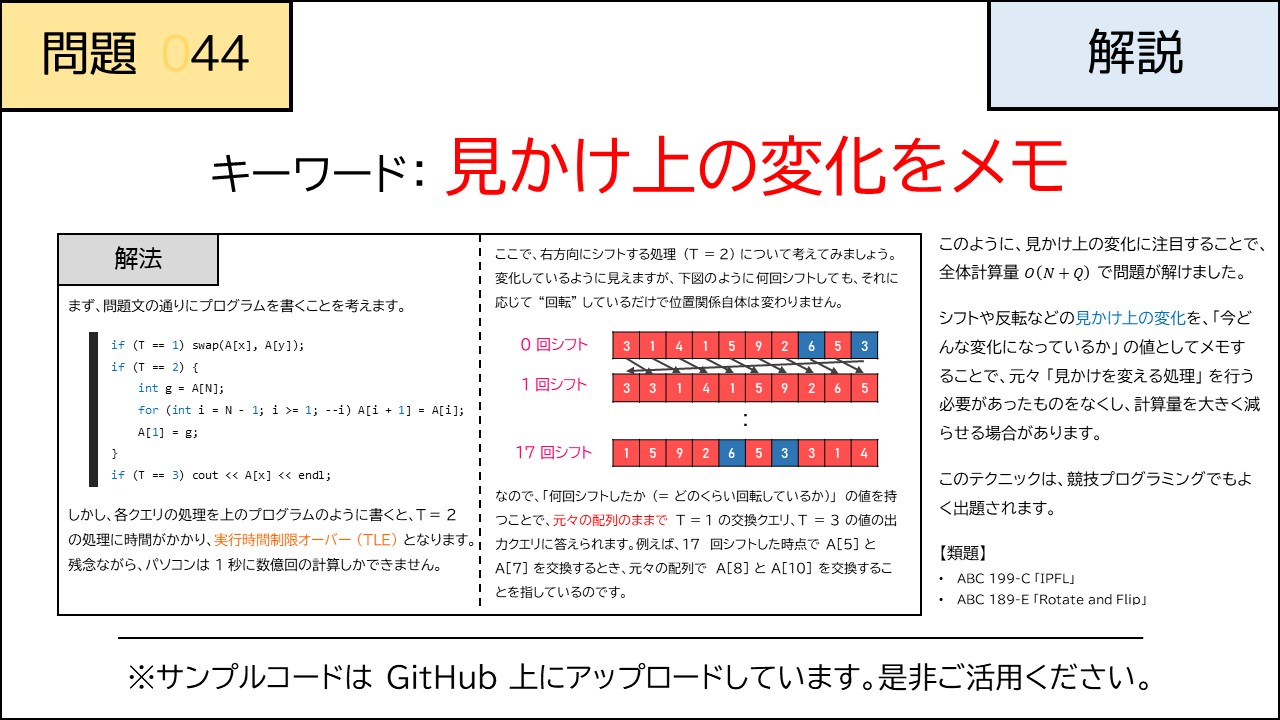 問題 044
解説
キーワード: 見かけ上の変化をメモ
解法
まず、問題文の通りにプログラムを書くことを考えます。
if (T == 1) swap(A[x], A[y]);
if (T == 2) {
int g = A[N];
for (int i = N - 1; i >= 1; --i) A[i + 1] = A[i];
A[1] = g;
}
if (T == 3) cout << A[x] << endl;
しかし、各クエリの処理を上のプログラムのように書くと、T = 2
の処理に時間がかかり、実行時間制限オーバー (TLE) となります。
残念ながら、パソコンは 1 秒に数億回の計算しかできません。
ここで、右方向にシフトする処理 (T = 2) について考えてみましょう。
変化しているように見えますが、下図のように何回シフトしても、それに
応じて “回転” しているだけで位置関係自体は変わりません。
0 回シフト 3 1 4 1 5 9 2 6 5 3
1 回シフト 3 3 1 4 1 5 9 2 6 5
:
17 回シフト 1 5 9 2 6 5 3 3 1 4
なので、「何回シフトしたか (= どのくらい回転しているか)」 の値を持
つことで、元々の配列のままで T = 1 の交換クエリ、T = 3 の値の出
力クエリに答えられます。例えば、17 回シフトした時点で A[5] と
A[7] を交換するとき、元々の配列で A[8] と A[10] を交換するこ
とを指しているのです。
このように、見かけ上の変化に注目することで、
全体計算量 O(N + Q) で問題が解けました。
シフトや反転などの見かけ上の変化を、「今ど
んな変化になっているか」 の値としてメモす
ることで、元々 「見かけを変える処理」 を行う
必要があったものをなくし、計算量を大きく減
らせる場合があります。
このテクニックは、競技プログラミングでもよ
く出題されます。
【類題】
• ABC 199-C 「IPFL」
• ABC 189-E 「Rotate and Flip」
※サンプルコードは GitHub 上にアップロードしています。是非ご活用ください。